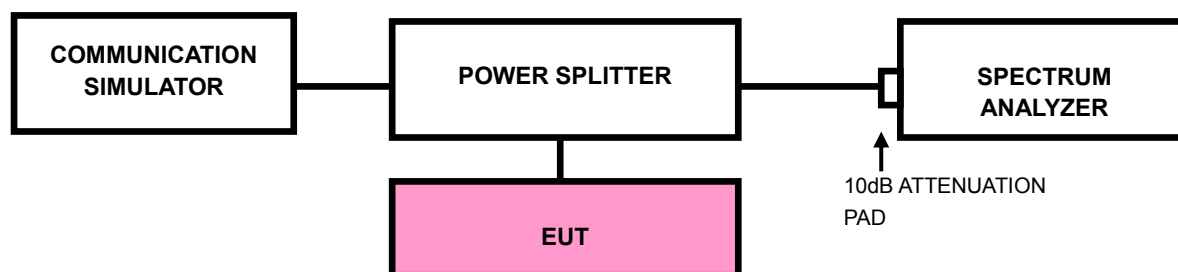 COMMUNICATION
SIMULATOR
POWER SPLITTER
SPECTRUM
ANALYZER
10dB ATTENUATION
PAD
EUT